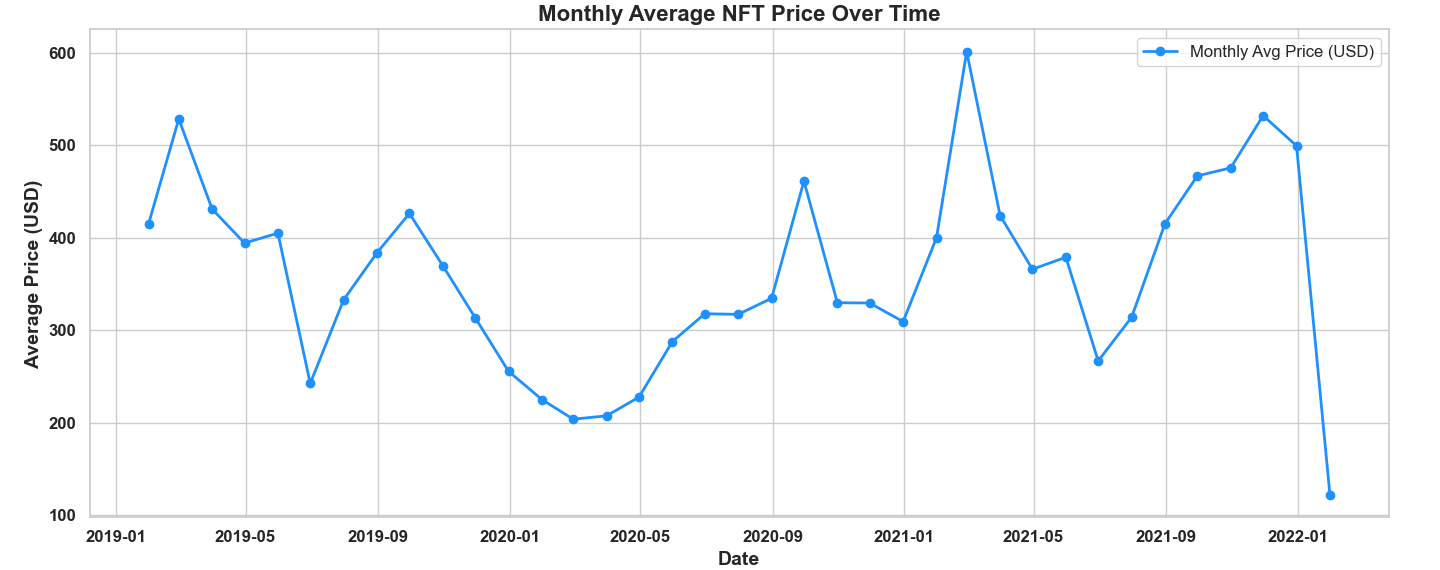 Monthly Average NFT Price Over Time
Monthly Avg Price (USD)
Average Price (USD)
600
500
400
300
200
100
2019-01 2019-05 2019-09 2020-01 2020-05 2020-09 2021-01 2021-05 2021-09 2022-01
Date